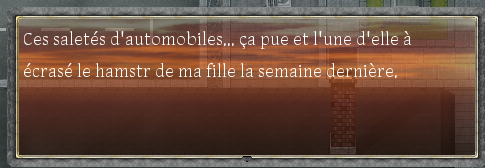 Ces saletés d'automobiles... ça pue et l'une d'elle à
écrasé le hamstr de ma fille la semaine dernière.